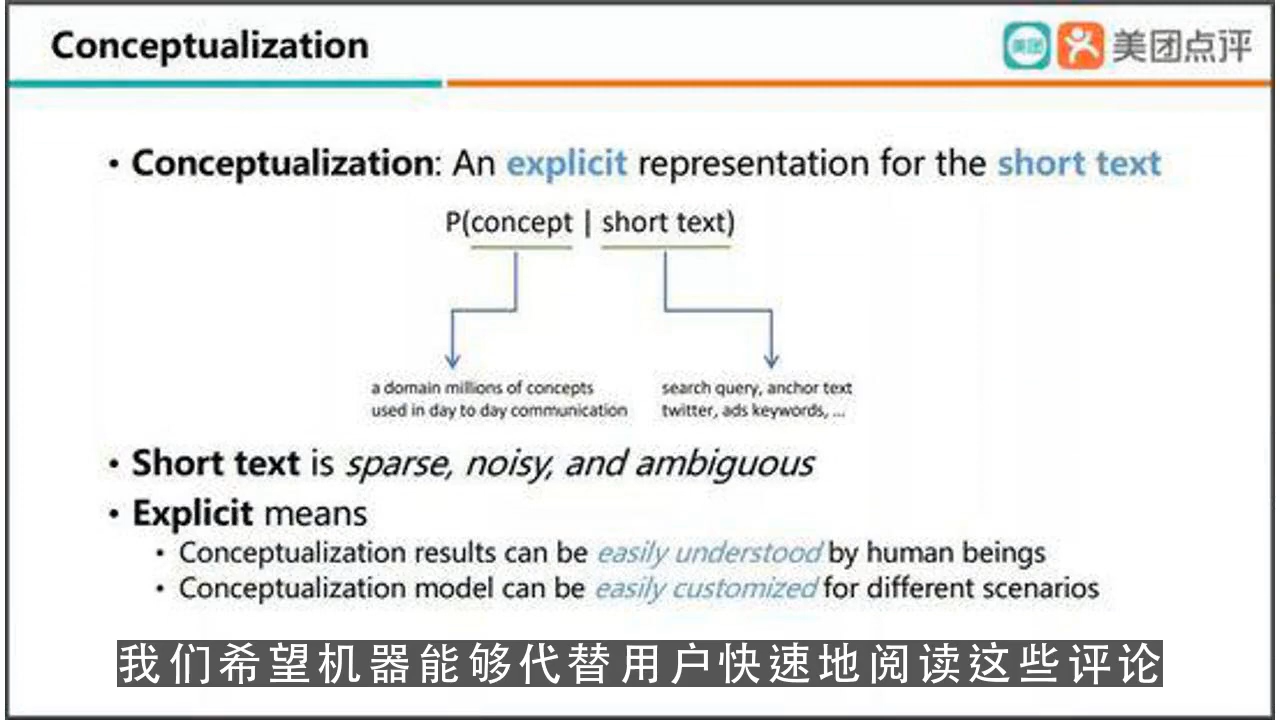 Conceptualization
美团
美团点评
• Conceptualization: An explicit representation for the short text
P(concept | short text)
a domain millions of concepts
used in day to day communication
search query, anchor text
twitter, ads keywords, ...
• Short text is sparse, noisy, and ambiguous
• Explicit means
• Conceptualization results can be easily understood by human beings
• Conceptualization model can be easily customized for different scenarios
我们希望机器能够代替用户快速地阅读这些评论